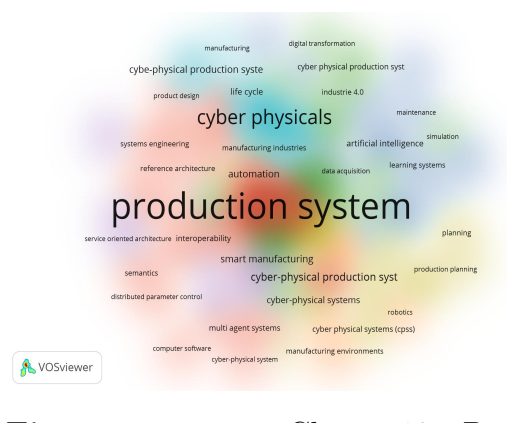 digital transformation
manufacturing
cybe-physical production syste
cyber physical production syst
product design
life cycle
industrie 4.0
cyber physicals
maintenance
simulation
systems engineering
manufacturing industries
artificial intelligence
reference architecture
automation
data acquisition
learning systems
production system
planning
service oriented architecture
interoperability
smart manufacturing
semantics
cyber-physical production syst
production planning
distributed parameter control
cyber-physical systems
robotics
multi agent systems
cyber physical systems (cpss)
computer software
cyber-physical system
manufacturing environments
VOSviewer